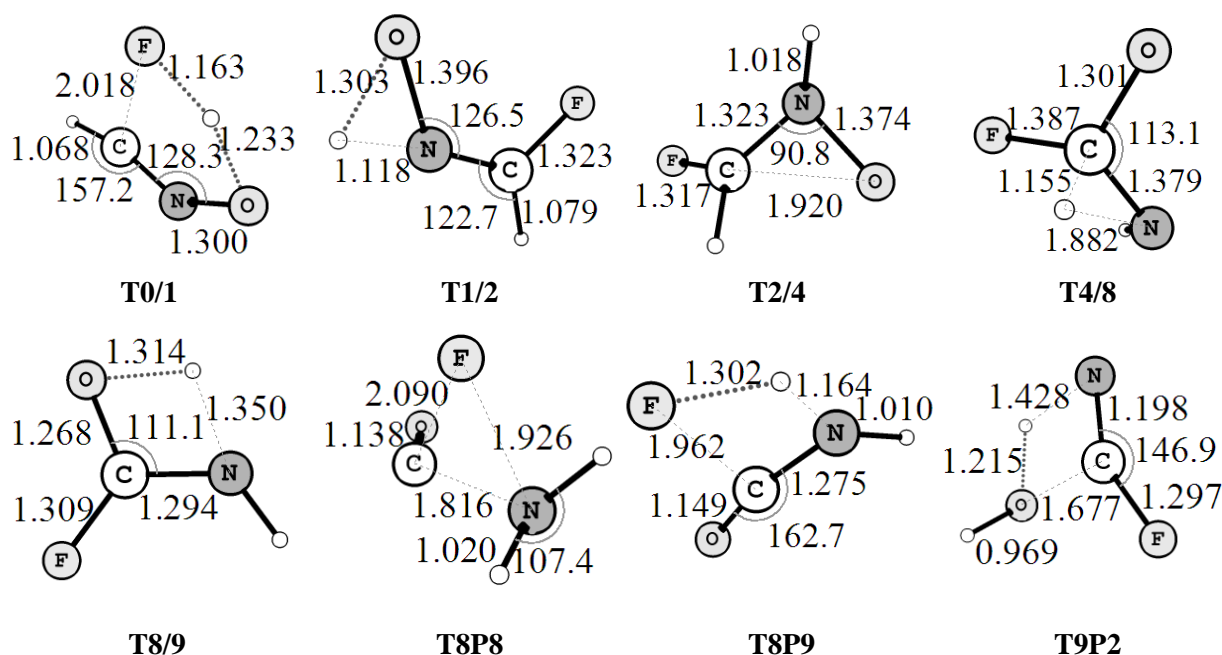 F
1.163
2.018
1.233
1.068
C
128.3
157.2
N
O
1.300
T0/1
O
1.303
1.396
126.5
F
N
C
1.323
1.118
122.7
1.079
T1/2
1.018
N
1.323
1.374
F
90.8
C
O
1.317
1.920
T2/4
O
1.301
1.387
F
C
113.1
1.155
1.379
1.882
N
T4/8
1.314
O
1.350
1.268
111.1
C
N
1.309
1.294
F
T8/9
F
2.090
O
1.138
1.926
C
1.816
N
1.020
107.4
T8P8
1.302
1.164
F
1.010
N
1.962
C
1.275
1.149
O
162.7
T8P9
N
1.428
1.198
1.215
C
146.9
O
1.677
1.297
F
0.969
T9P2